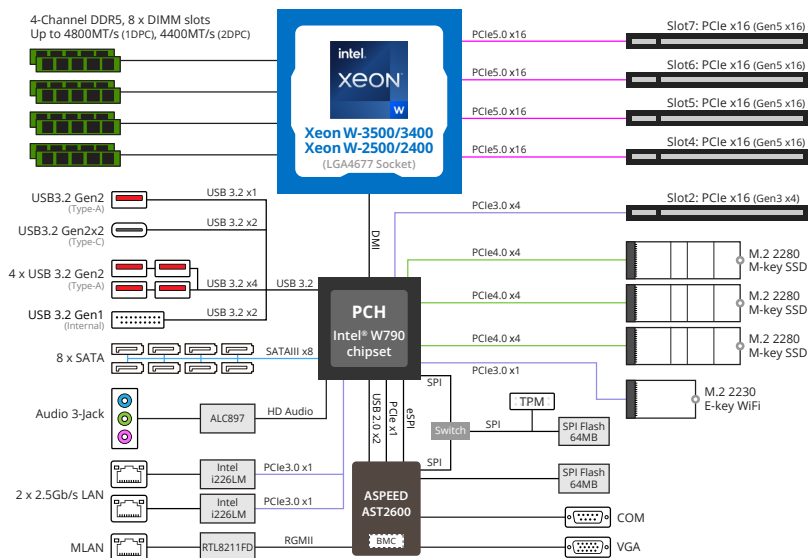 4-Channel DDR5, 8 x DIMM slots
Up to 4800MT/s (1DPC), 4400MT/s (2DPC)
intel.
xeon
W
Xeon W-3500/3400
Xeon W-2500/2400
(LGA4677 Socket)
PCIe5.0 x16
Slot7: PCIe x16 (Gen5 x16)
PCIe5.0 x16
Slot6: PCIe x16 (Gen5 x16)
PCIe5.0 x16
Slot5: PCIe x16 (Gen5 x16)
PCIe5.0 x16
Slot4: PCIe x16 (Gen5 x16)
PCIe3.0 x4
Slot2: PCIe x16 (Gen3 x4)
USB3.2 Gen2
(Type-A)
USB 3.2 x1
USB3.2 Gen2x2
(Type-C)
USB 3.2 x2
4 x USB 3.2 Gen2
(Type-A)
USB 3.2 x4
USB 3.2
USB 3.2 Gen1
(Internal)
USB 3.2 x2
DMI
PCH
Intel® W790
chipset
PCIe4.0 x4
M.2 2280
M-key SSD
PCIe4.0 x4
M.2 2280
M-key SSD
PCIe4.0 x4
M.2 2280
M-key SSD
PCIe3.0 x1
M.2 2230
E-key WiFi
8 x SATA
SATAIII x8
Audio 3-Jack
ALC897
HD Audio
USB 2.0 x2
PCIe x1
eSPI
SPI
Switch
SPI
TPM
SPI Flash
64MB
SPI
SPI Flash
64MB
2 x 2.5Gb/s LAN
Intel
i226LM
PCIe3.0 x1
Intel
i226LM
PCIe3.0 x1
MLAN
RTL8211FD
RGMII
ASPEED
AST2600
BMC
COM
VGA